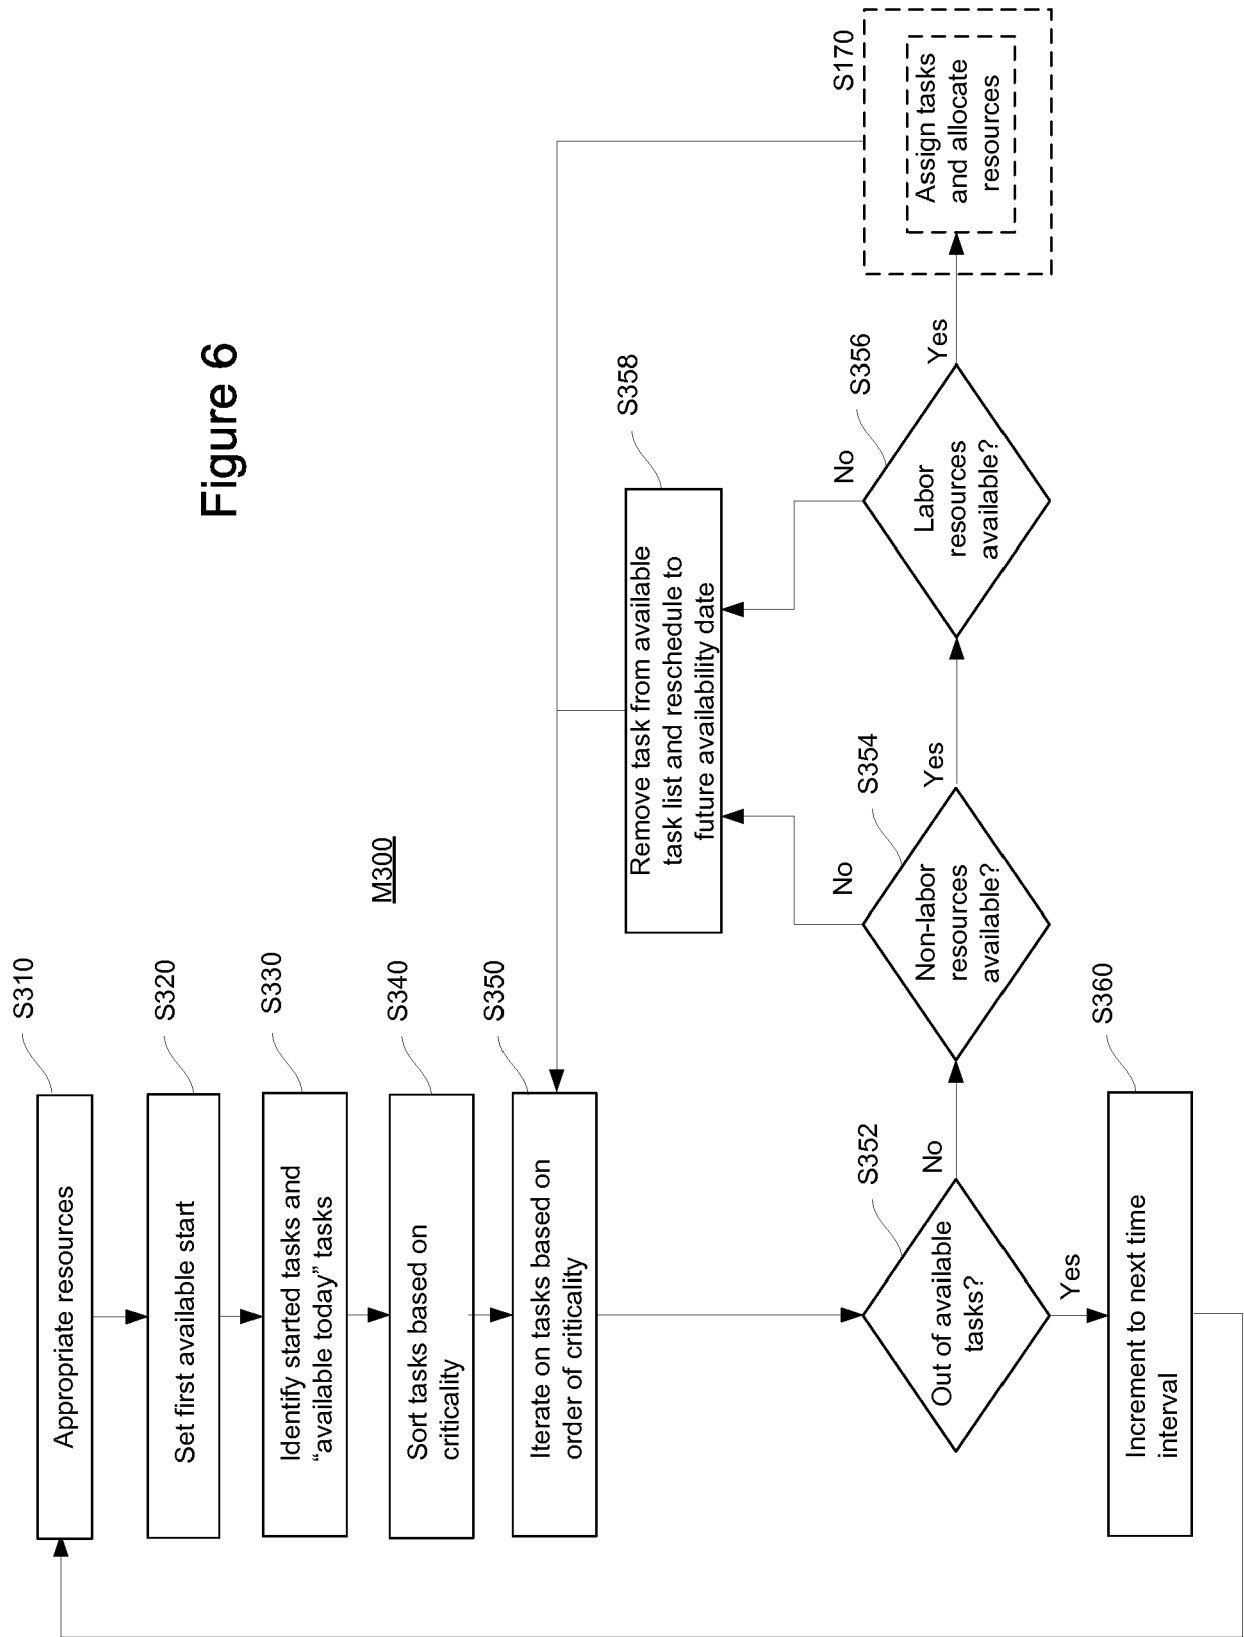 Figure 6
M300
S310
Appropriate resources
S320
Set first available start
S330
Identify started tasks and
“available today” tasks
S340
Sort tasks based on
criticality
S350
Iterate on tasks based on
order of criticality
S352
Out of available
tasks?
No
Yes
S354
Non-labor
resources
available?
No
Yes
S356
Labor
resources
available?
No
Yes
S358
Remove task from available
task list and reschedule to
future availability date
S170
Assign tasks
and allocate
resources
S360
Increment to next time
interval